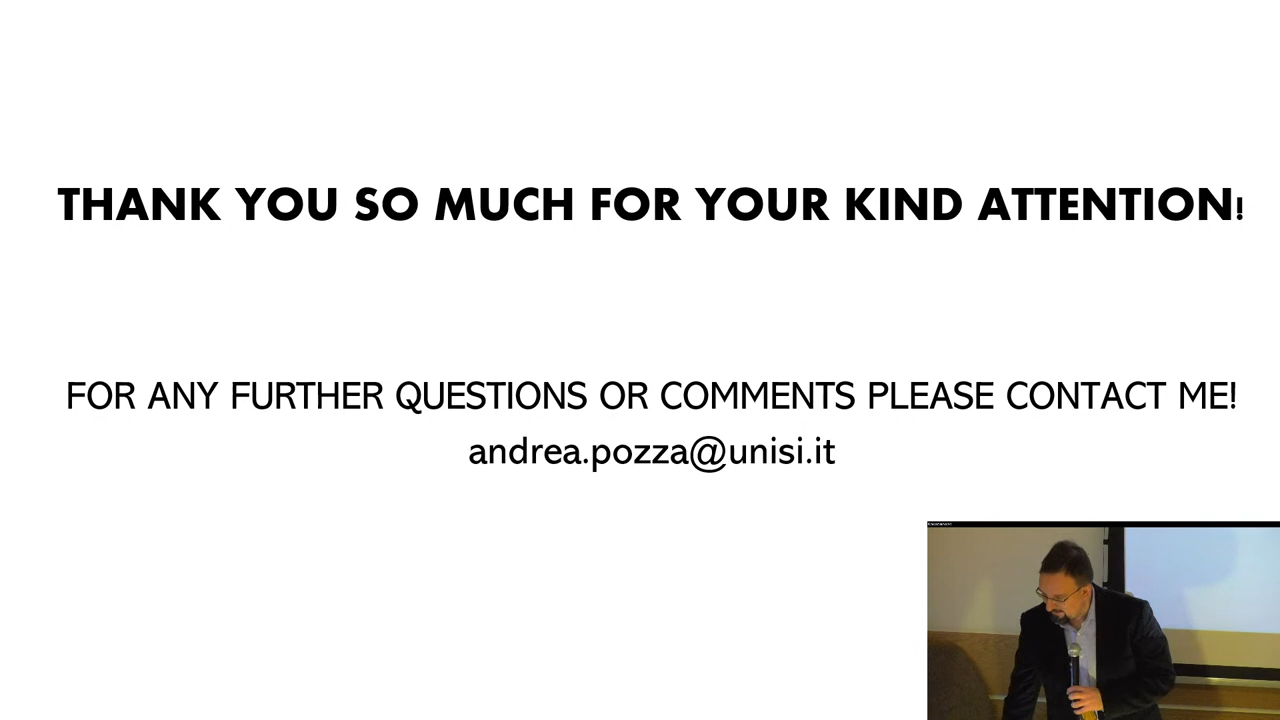 THANK YOU SO MUCH FOR YOUR KIND ATTENTION!
FOR ANY FURTHER QUESTIONS OR COMMENTS PLEASE CONTACT ME!
andrea.pozza@unisi.it